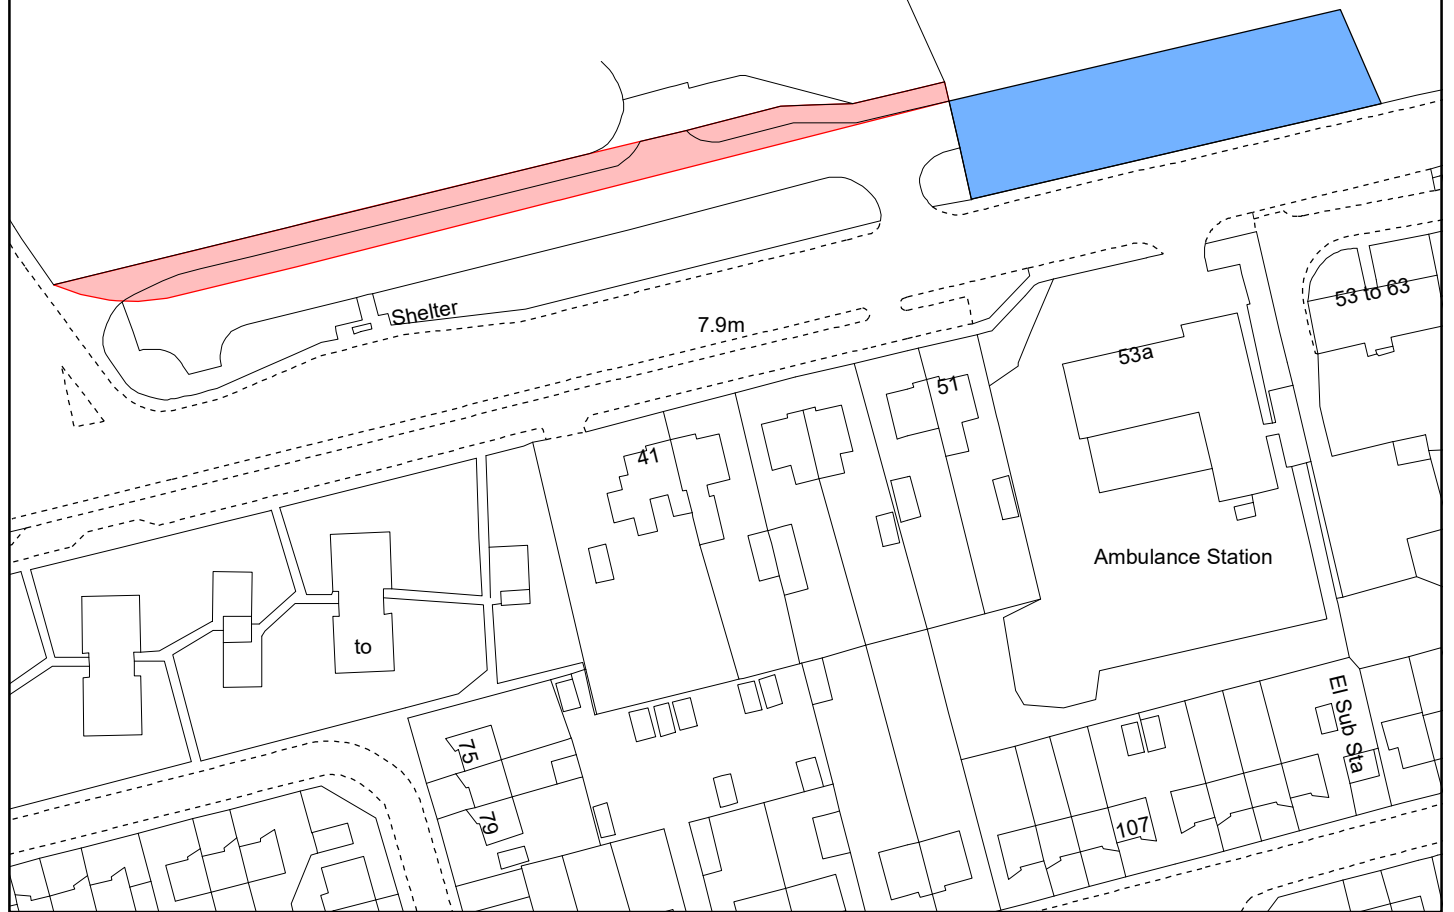 Shelter
7.9m
53 to 63
53a
51
41
Ambulance Station
to
El Sub Sta
75
79
107